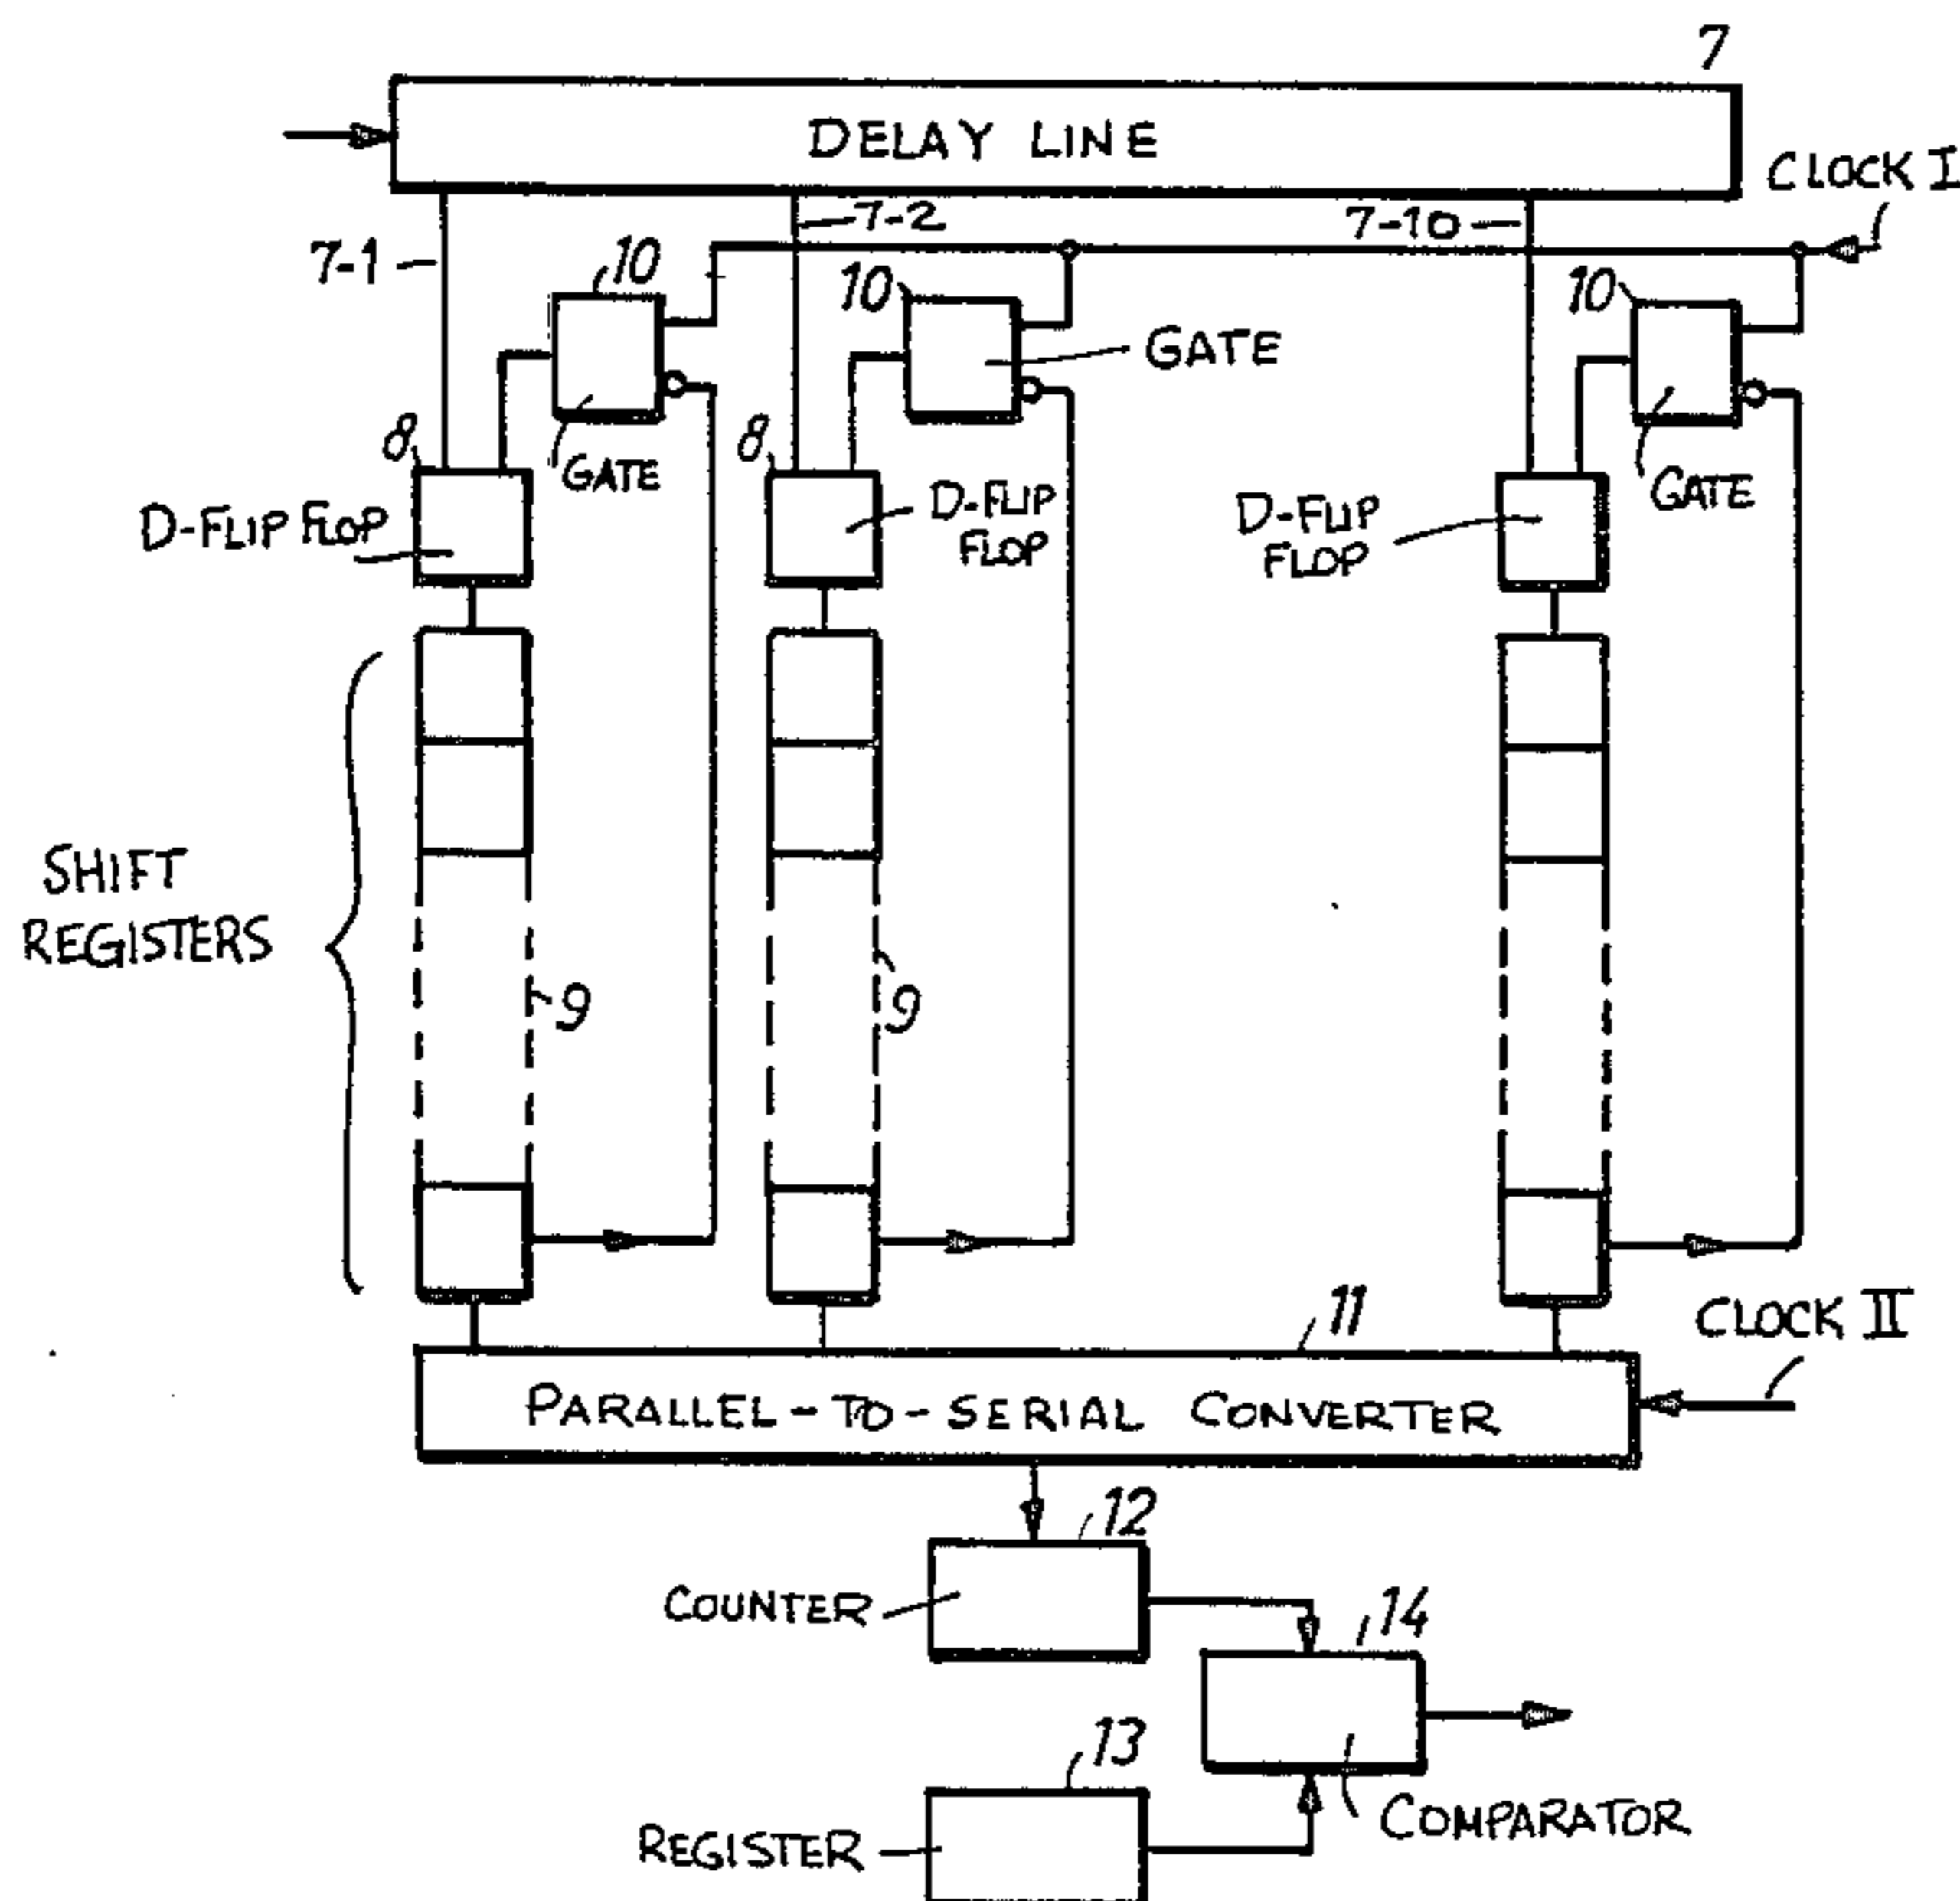 7
DELAY LINE
CLOCK I
7-1
7-2
7-10
10
10
10
GATE
8
8
GATE
GATE
D-FLIP FLOP
D-FLIP
FLOP
D-FLIP
FLOP
SHIFT
REGISTERS
9
9
11
CLOCK II
PARALLEL-TO-SERIAL CONVERTER
12
COUNTER
14
13
COMPARATOR
REGISTER